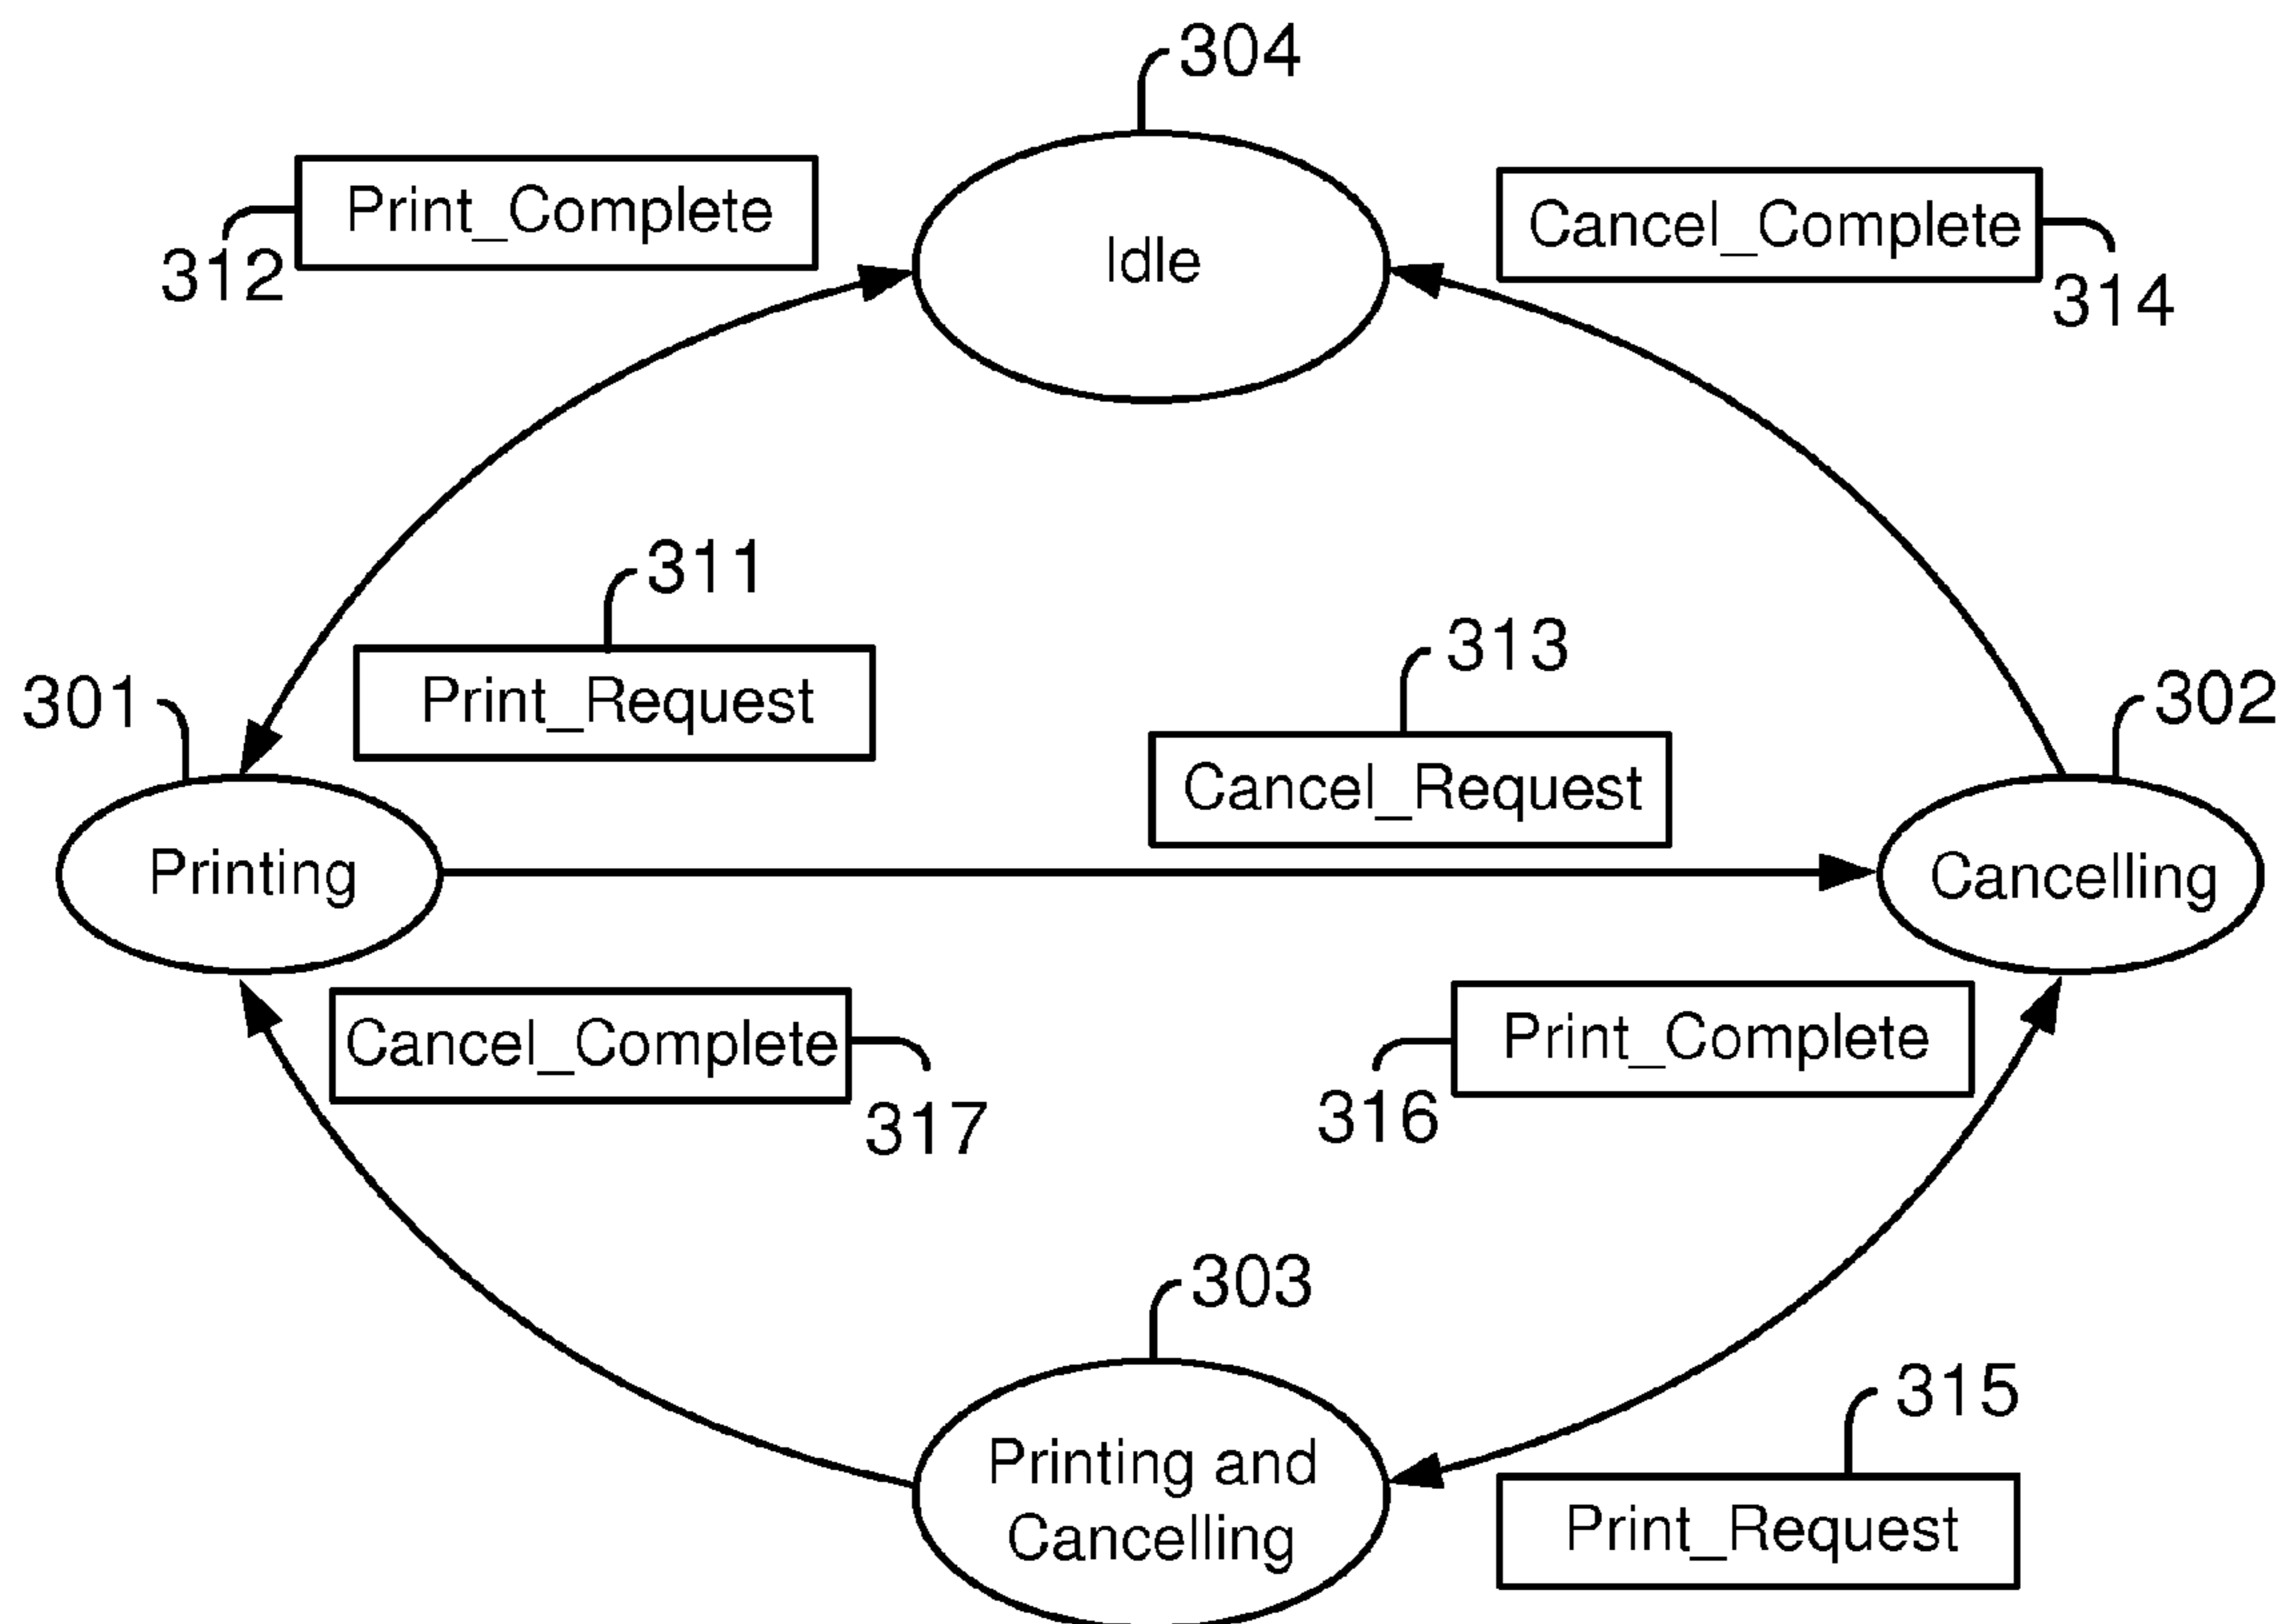 304
Print_Complete
312
Idle
Cancel_Complete
314
311
Print_Request
313
Cancel_Request
301
302
Printing
Cancelling
Cancel_Complete
317
Print_Complete
316
303
Printing and
Cancelling
315
Print_Request